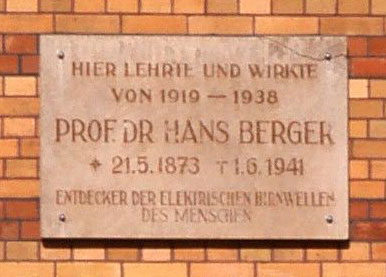 HIER LEHRTE UND WIRKTE
VON 1919 — 1938
PROF. DR HANS BERGER
* 21.5.1873 † 1.6.1941
ENTDECKER DER ELEKTRISCHEN HIRNWELLEN
DES MENSCHEN